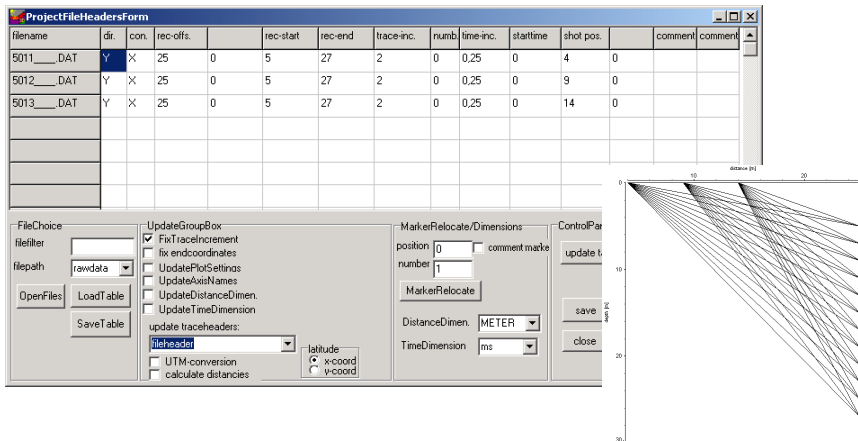 ProjectFileHeadersForm
filename dir. con. rec-offs. rec-start rec-end trace-inc. numb. time-inc. starttime shot pos. comment comment
5011____.DAT Y X 25 0 5 27 2 0 0,25 0 4 0
5012____.DAT Y X 25 0 5 27 2 0 0,25 0 9 0
5013____.DAT Y X 25 0 5 27 2 0 0,25 0 14 0
FileChoice
filefilter
filepath rawdata
OpenFiles LoadTable
SaveTable
UpdateGroupBox
FixTraceIncrement
fix endcoordinates
UpdatePlotSettings
UpdateAxisNames
UpdateDistanceDimen.
UpdateTimeDimension
update traceheaders:
fileheader
UTM-conversion
calculate distancies
latitude
x-coord
y-coord
MarkerRelocate/Dimensions
position 0 comment marke
number 1
MarkerRelocate
DistanceDimen. METER
TimeDimension ms
ControlPar
update ta
save
close
distance [m]
10 20
0
10
depth [m]
20
30